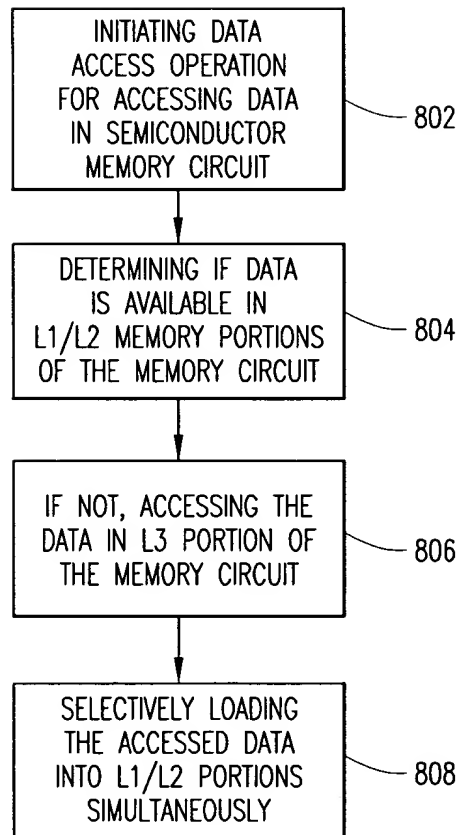 INITIATING DATA
ACCESS OPERATION
FOR ACCESSING DATA
IN SEMICONDUCTOR
MEMORY CIRCUIT
802
DETERMINING IF DATA
IS AVAILABLE IN
L1/L2 MEMORY PORTIONS
OF THE MEMORY CIRCUIT
804
IF NOT, ACCESSING THE
DATA IN L3 PORTION OF
THE MEMORY CIRCUIT
806
SELECTIVELY LOADING
THE ACCESSED DATA
INTO L1/L2 PORTIONS
SIMULTANEOUSLY
808